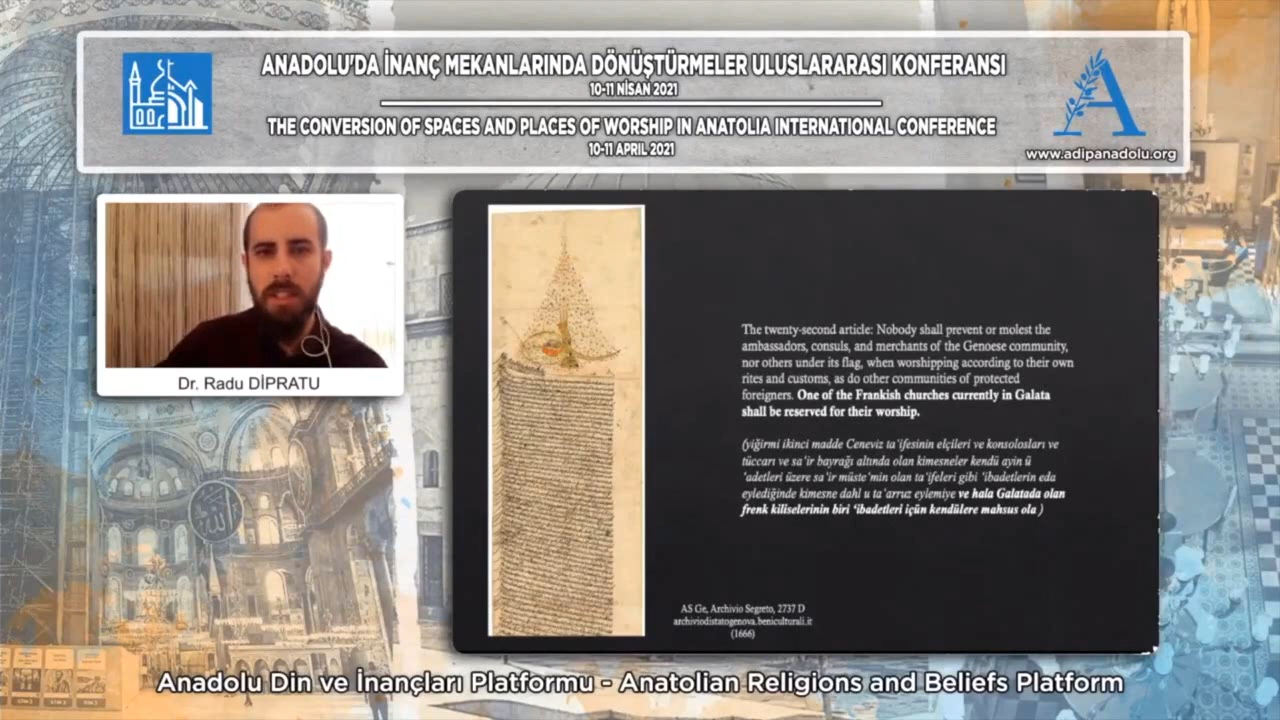 ANADOLU'DA İNANÇ MEKANLARINDA DÖNÜŞTÜRMELER ULUSLARARASI KONFERANSI
10-11 NİSAN 2021
THE CONVERSION OF SPACES AND PLACES OF WORSHIP IN ANATOLIA INTERNATIONAL CONFERENCE
10-11 APRIL 2021
www.adipanadolu.org
Dr. Radu DİPRATU
The twenty-second article: Nobody shall prevent or molest the
ambassadors, consuls, and merchants of the Genoese community,
nor others under its flag, when worshipping according to their own
rites and customs, as do other communities of protected
foreigners. One of the Frankish churches currently in Galata
shall be reserved for their worship.
(yiğirmi ikinci madde Ceneviz ta'ifesinin elçileri ve konsolosları ve
tüccarı ve sa'ir bayrağı altında olan kimesneler kendü ayin ü
'adetleri üzere sa'ir müste'min olan ta'ifeleri gibi 'ibadetlerin eda
eylediğinde kimesne dahl u ta'arruz eylemiye ve hala Galatada olan
frenk kiliselerinin biri 'ibadetleri içün kendülere mahsus ola )
AS Ge, Archivio Segreto, 2737 D
archiviodistatogenova.beniculturali.it
(1666)
Anadolu Din ve İnançları Platformu - Anatolian Religions and Beliefs Platform